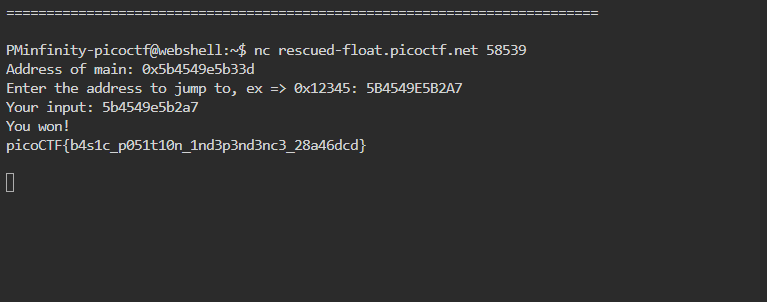 ===========================================================================
PMinfinity-picoctf@webshell:~$ nc rescued-float.picoctf.net 58539
Address of main: 0x5b4549e5b33d
Enter the address to jump to, ex => 0x12345: 5B4549E5B2A7
Your input: 5b4549e5b2a7
You won!
picoCTF{b4s1c_p051t10n_1nd3p3nd3nc3_28a46dcd}